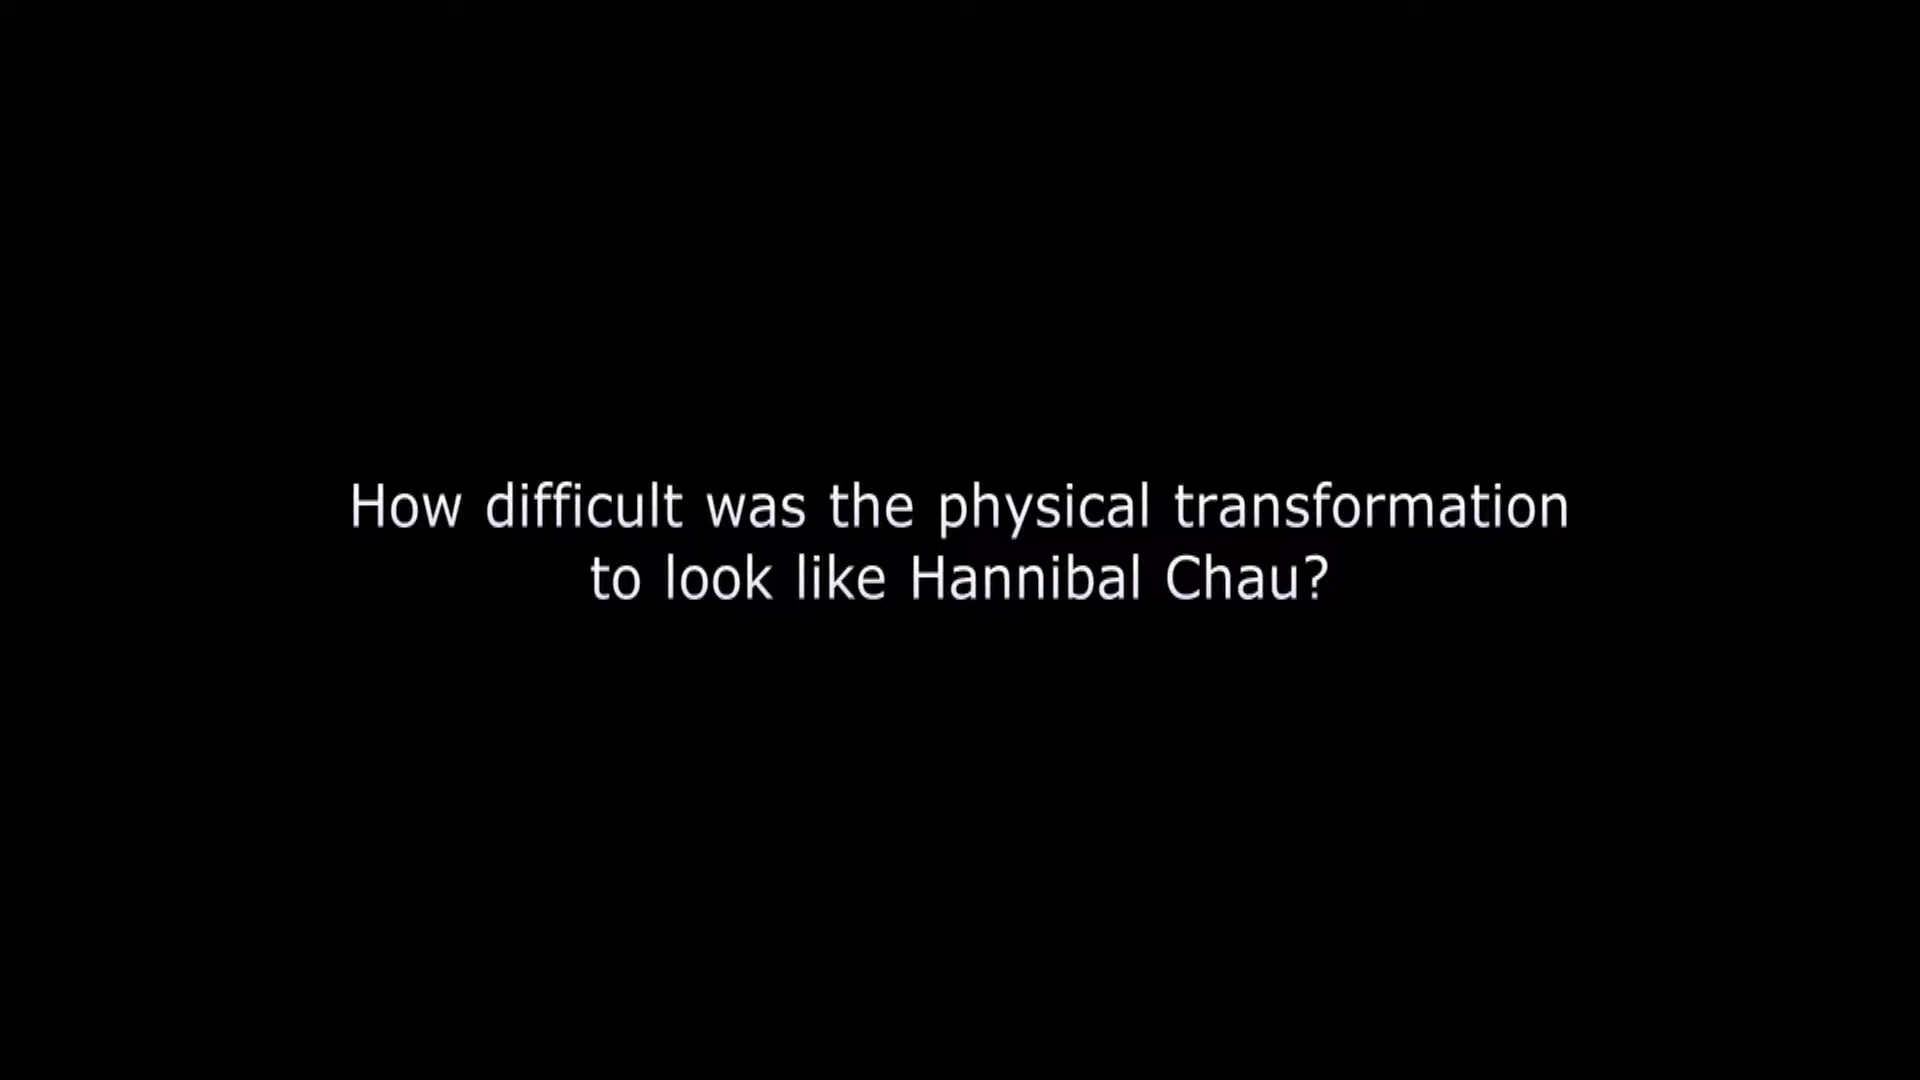 How difficult was the physical transformation
to look like Hannibal Chau?